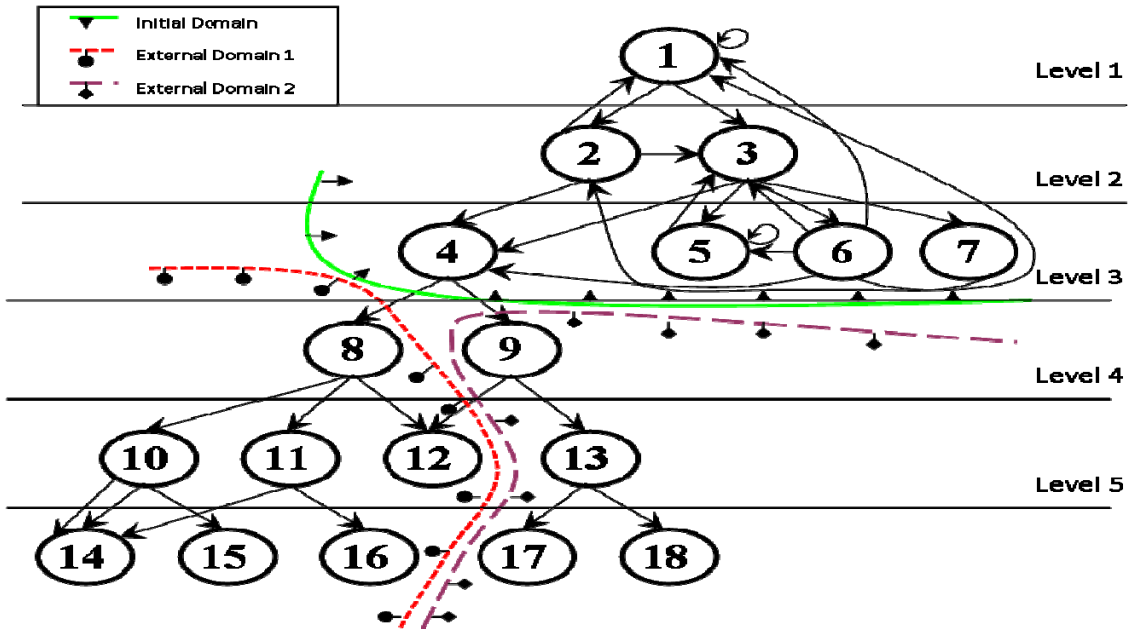 Initial Domain
External Domain 1
External Domain 2
1
Level 1
2
3
Level 2
4
5
6
7
Level 3
8
9
Level 4
10
11
12
13
Level 5
14
15
16
17
18